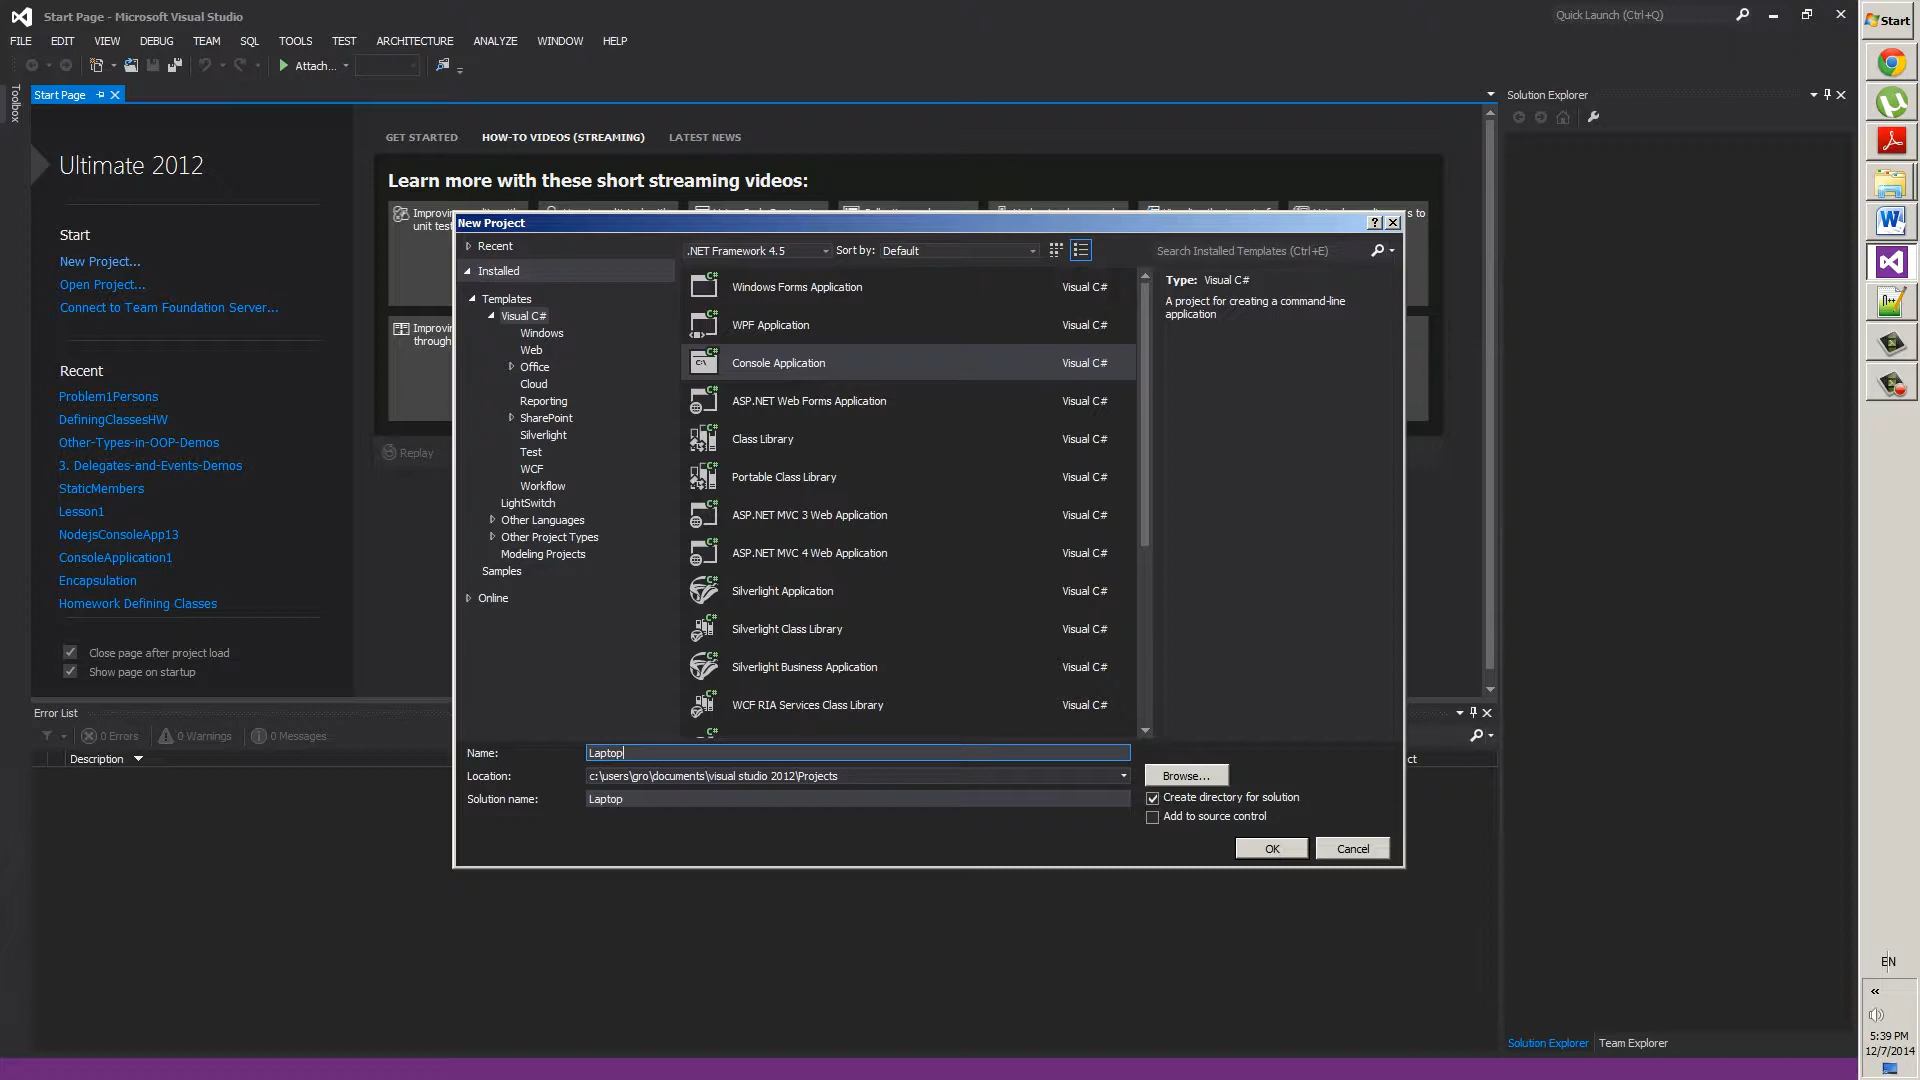 Start Page - Microsoft Visual Studio
Quick Launch (Ctrl+Q)
FILE EDIT VIEW DEBUG TEAM SQL TOOLS TEST ARCHITECTURE ANALYZE WINDOW HELP
Attach...
Toolbox
Start Page
Solution Explorer
Ultimate 2012
Start
New Project...
Open Project...
Connect to Team Foundation Server...
Recent
Problem1Persons
DefiningClassesHW
Other-Types-in-OOP-Demos
3. Delegates-and-Events-Demos
StaticMembers
Lesson1
NodejsConsoleApp13
ConsoleApplication1
Encapsulation
Homework Defining Classes
Close page after project load
Show page on startup
GET STARTED HOW-TO VIDEOS (STREAMING) LATEST NEWS
Learn more with these short streaming videos:
unit test
through
Replay
New Project
Recent
Installed
Templates
Visual C#
Windows
Web
Office
Cloud
Reporting
SharePoint
Silverlight
Test
WCF
Workflow
LightSwitch
Other Languages
Other Project Types
Modeling Projects
Samples
Online
.NET Framework 4.5 Sort by: Default
Search Installed Templates (Ctrl+E)
Windows Forms Application Visual C#
WPF Application Visual C#
Console Application Visual C#
ASP.NET Web Forms Application Visual C#
Class Library Visual C#
Portable Class Library Visual C#
ASP.NET MVC 3 Web Application Visual C#
ASP.NET MVC 4 Web Application Visual C#
Silverlight Application Visual C#
Silverlight Class Library Visual C#
Silverlight Business Application Visual C#
WCF RIA Services Class Library Visual C#
Type: Visual C#
A project for creating a command-line
application
Name: Laptop
Location: c:\users\gro\documents\visual studio 2012\Projects
Browse...
Solution name: Laptop
Create directory for solution
Add to source control
OK Cancel
Error List
0 Errors 0 Warnings 0 Messages
Description
Solution Explorer Team Explorer
Start
EN
5:39 PM
12/7/2014